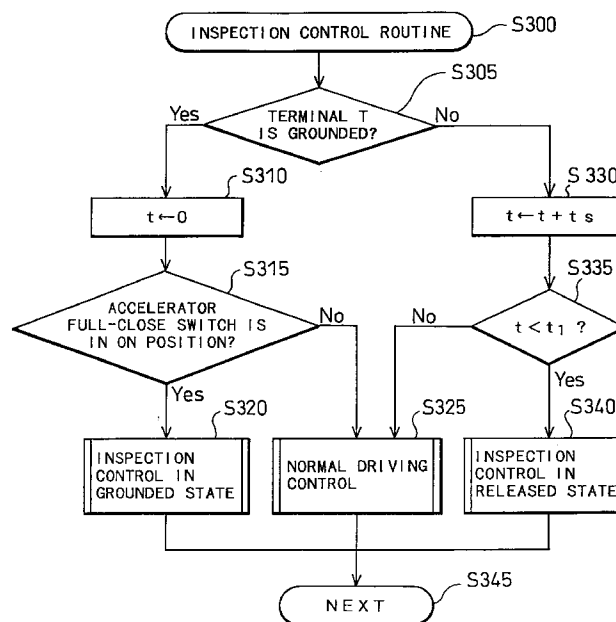 INSPECTION CONTROL ROUTINE
S300
S305
Yes
TERMINAL T
IS GROUNDED?
No
S310
t←0
S330
t←t+ts
S315
ACCELERATOR
FULL-CLOSE SWITCH IS
IN ON POSITION?
No
Yes
S335
No
t<t₁ ?
Yes
S320
INSPECTION
CONTROL IN
GROUNDED STATE
S325
NORMAL DRIVING
CONTROL
S340
INSPECTION
CONTROL IN
RELEASED STATE
S345
NEXT